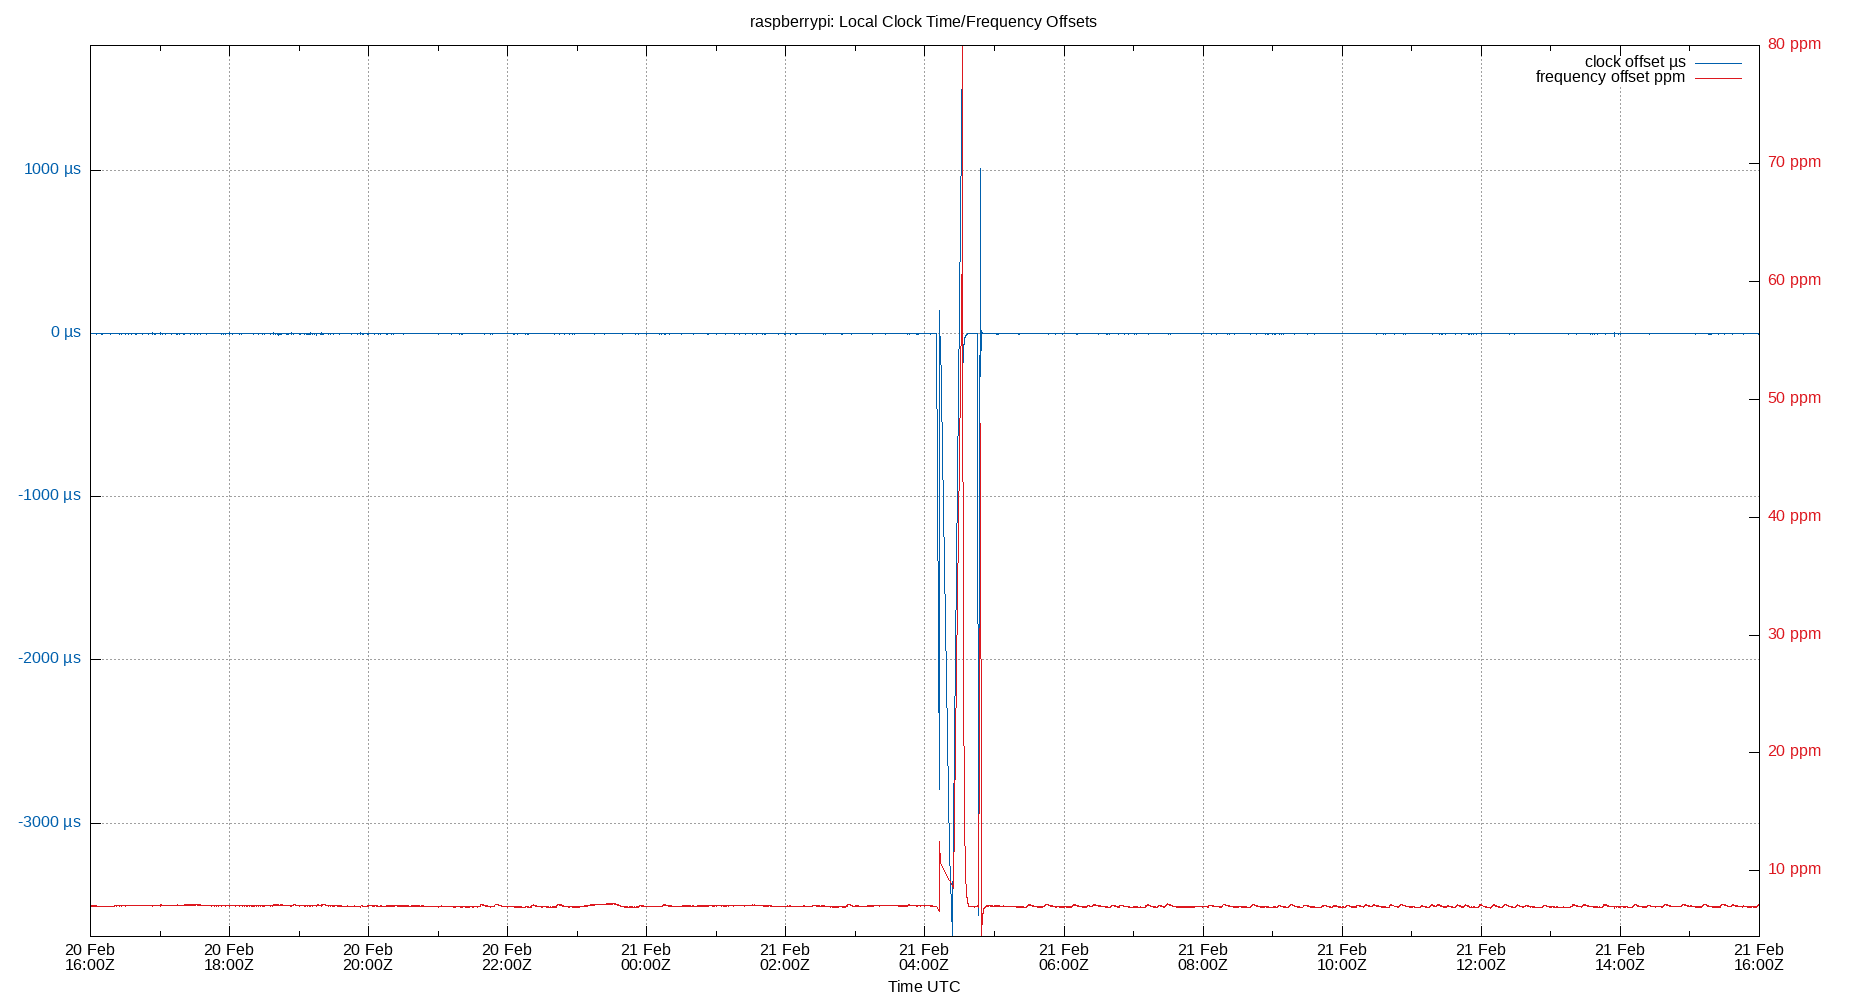 raspberrypi: Local Clock Time/Frequency Offsets
clock offset µs
frequency offset ppm
1000 µs
0 µs
-1000 µs
-2000 µs
-3000 µs
80 ppm
70 ppm
60 ppm
50 ppm
40 ppm
30 ppm
20 ppm
10 ppm
20 Feb
16:00Z
20 Feb
18:00Z
20 Feb
20:00Z
20 Feb
22:00Z
21 Feb
00:00Z
21 Feb
02:00Z
21 Feb
04:00Z
21 Feb
06:00Z
21 Feb
08:00Z
21 Feb
10:00Z
21 Feb
12:00Z
21 Feb
14:00Z
21 Feb
16:00Z
Time UTC